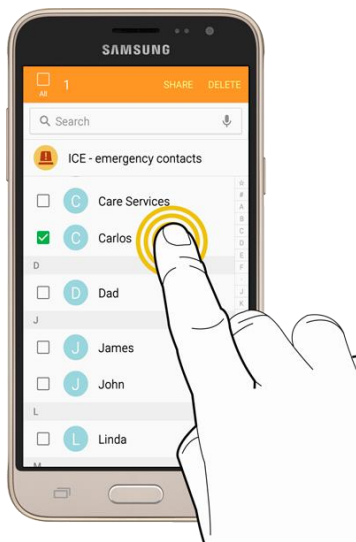 SAMSUNG
All
1
SHARE DELETE
Search
ICE - emergency contacts
C Care Services
C Carlos
D
D Dad
J
J James
J John
L
L Linda
M
#
A
B
C
D
E
F
J
K